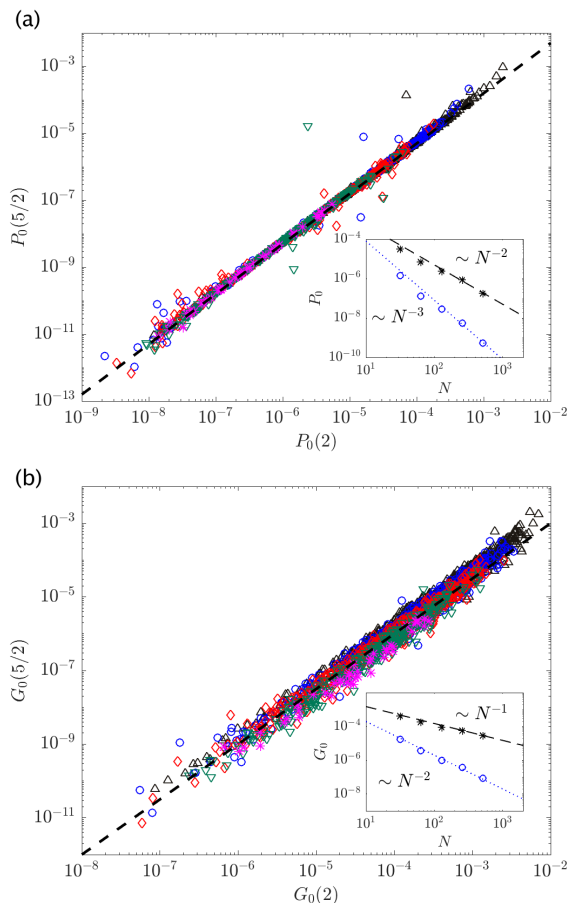 (a)
10^{-3}
10^{-5}
10^{-7}
10^{-9}
10^{-11}
10^{-13}
P_0(5/2)
10^{-9} 10^{-8} 10^{-7} 10^{-6} 10^{-5} 10^{-4} 10^{-3} 10^{-2}
P_0(2)
10^{-4}
10^{-6}
10^{-8}
10^{-10}
P_0
∼ N^{-2}
∼ N^{-3}
10^1 10^2 10^3
N
(b)
10^{-3}
10^{-5}
10^{-7}
10^{-9}
10^{-11}
G_0(5/2)
10^{-8} 10^{-7} 10^{-6} 10^{-5} 10^{-4} 10^{-3} 10^{-2}
G_0(2)
10^{-4}
10^{-6}
10^{-8}
G_0
∼ N^{-1}
∼ N^{-2}
10^1 10^2 10^3
N